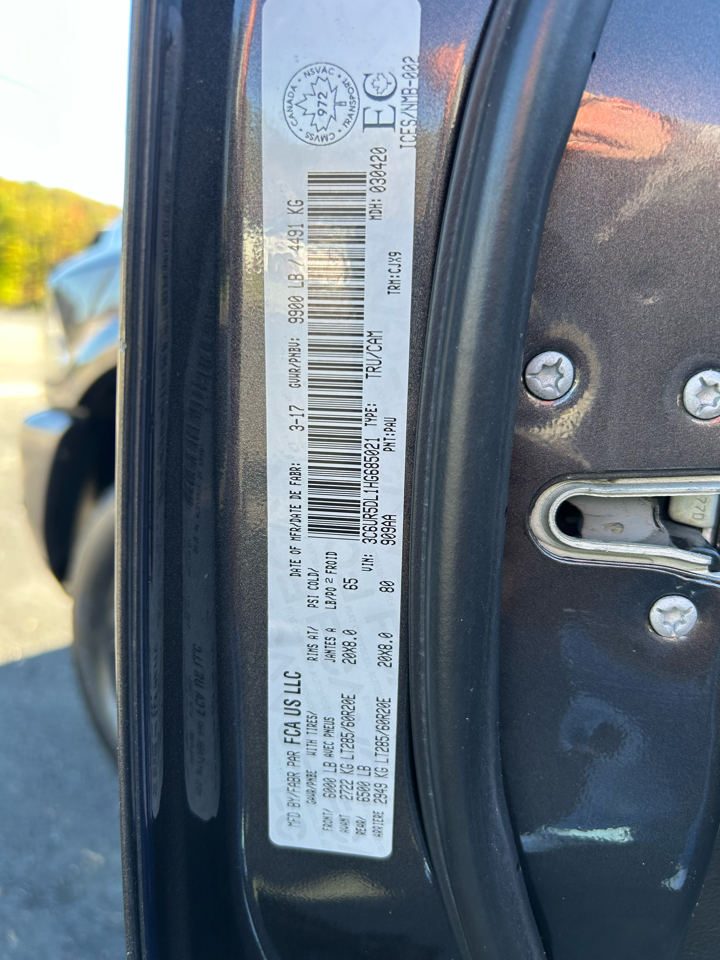 MFD BY/FABR PAR FCA US LLC
DATE OF MFR/DATE DE FABR: 3-17 GVWR/PNBV: 9900 LB / 4491 KG
GAWR/PNBE WITH TIRES/ RIMS AT/ PSI COLD/
AVEC PNEUS JANTES A LB/PO² FROID
FRONT/ 6000 LB
AVANT 2722 KG LT285/60R20E 20X8.0 65
REAR/ 6500 LB
ARRIERE 2949 KG LT285/60R20E 20X8.0 80
VIN: 3C6UR5DL1HG685021 TYPE: TRU/CAM MDH: 030420
909AA PNT:PAU TRM:CJX9
CANADA • NSVAC • TRANSPORT • CMVSS
972
EC
ICES/NMB-002